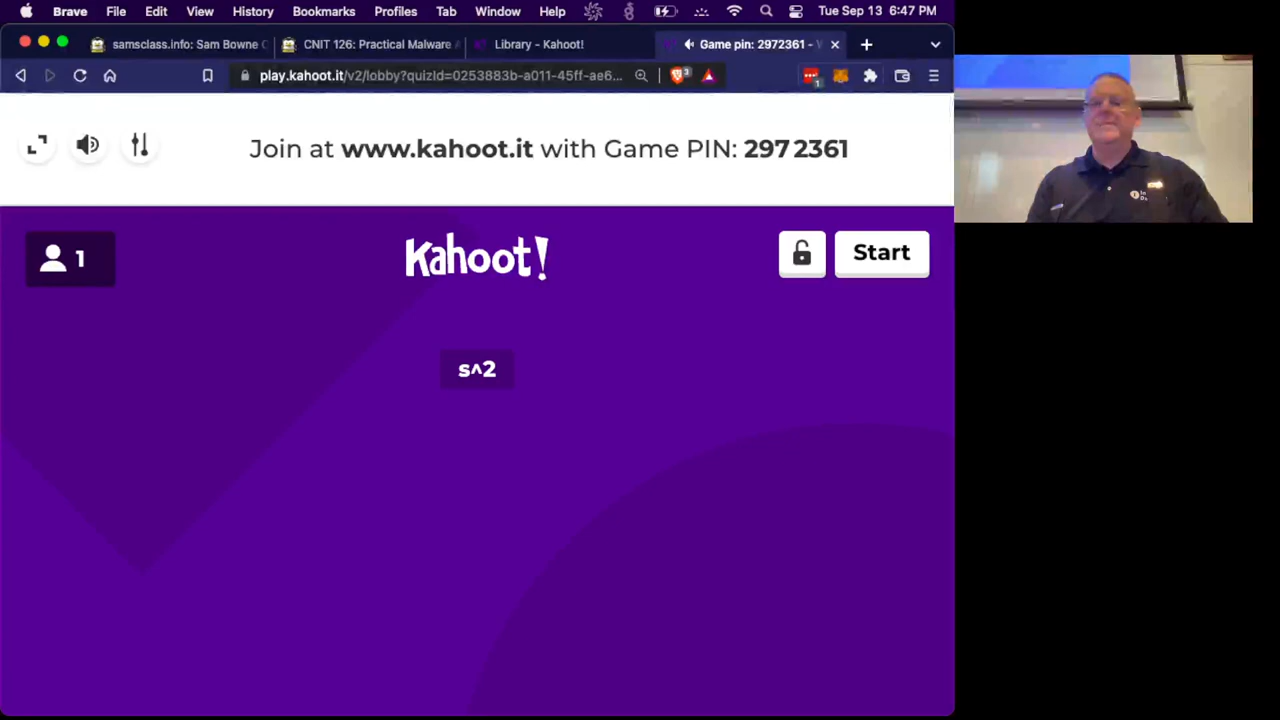 Brave File Edit View History Bookmarks Profiles Tab Window Help Tue Sep 13 6:47 PM
samsclass.info: Sam Bowne CNIT 126: Practical Malware Library - Kahoot! Game pin: 2972361 -
play.kahoot.it/v2/lobby?quizId=0253883b-a011-45ff-ae6... 3 1
Join at www.kahoot.it with Game PIN: 297 2361
1 Kahoot! Start
s^2